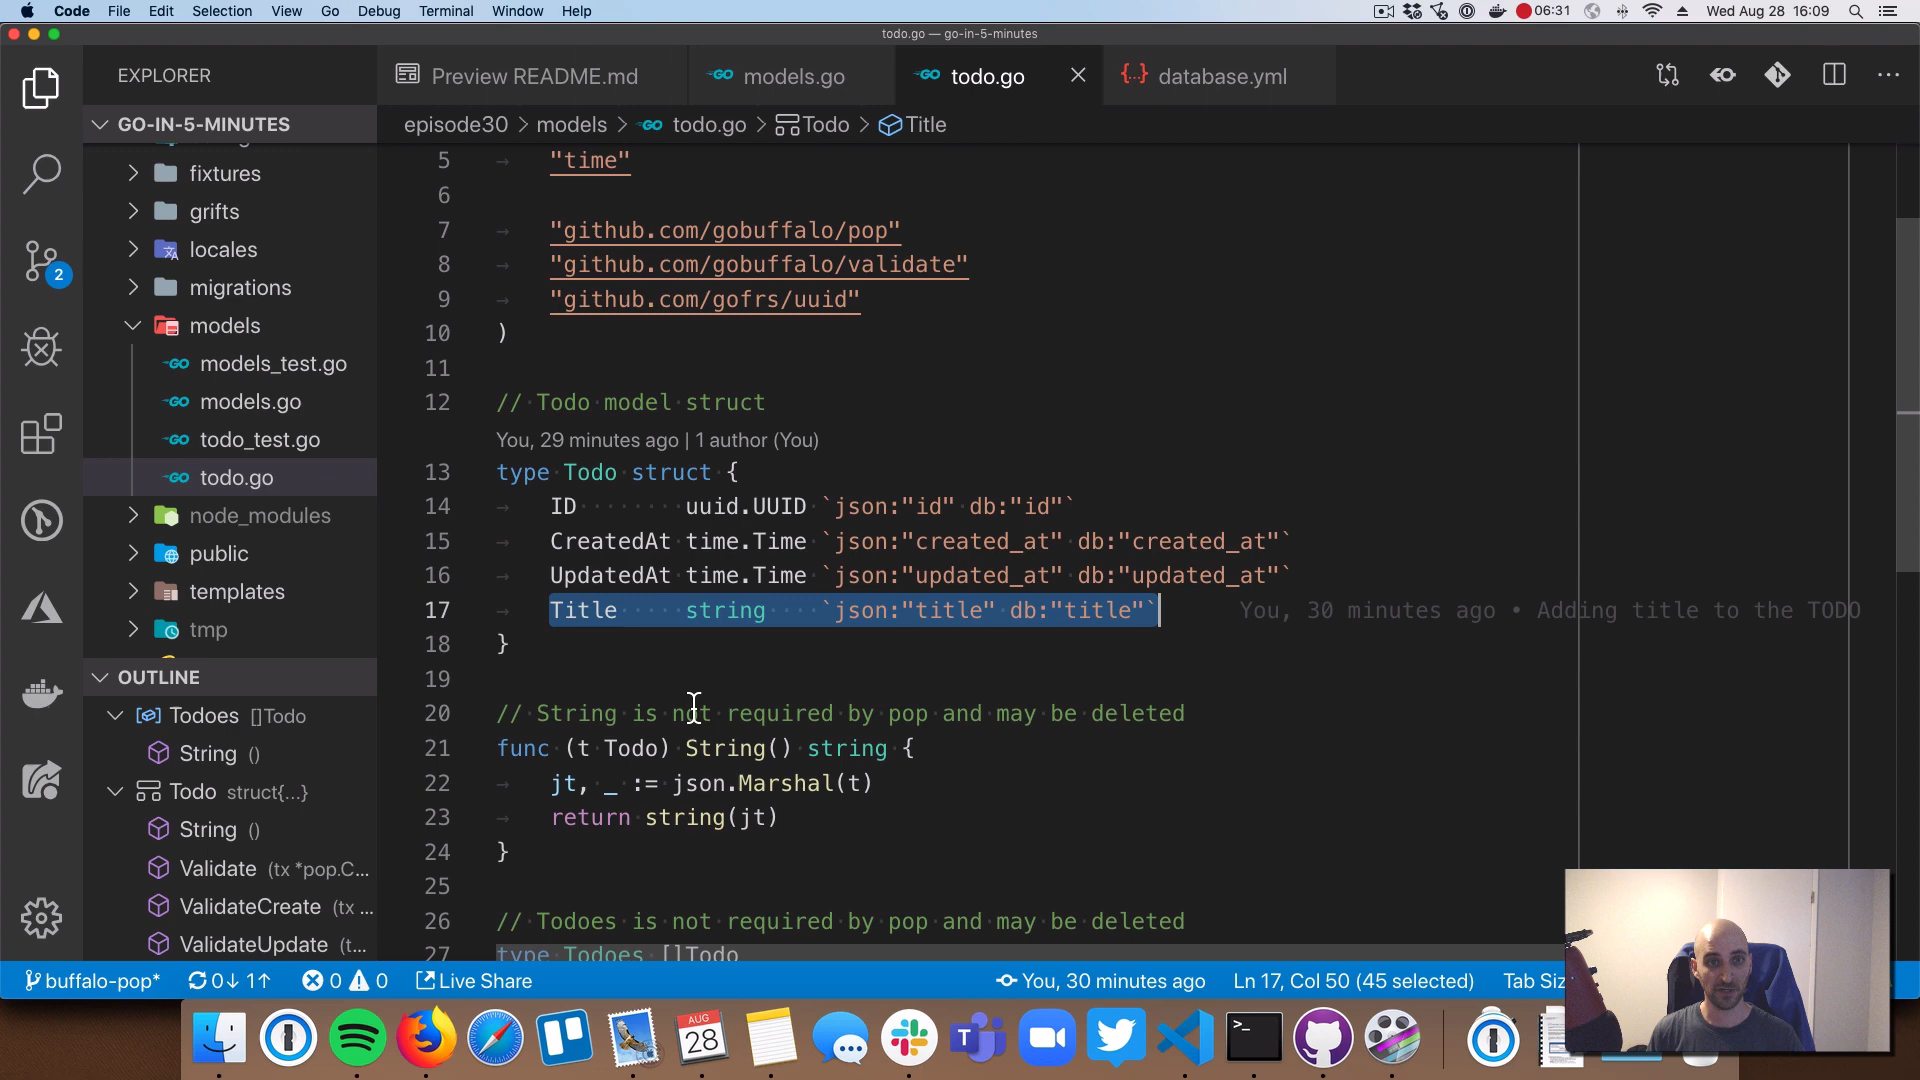 Code File Edit Selection View Go Debug Terminal Window Help 06:31 Wed Aug 28 16:09
todo.go — go-in-5-minutes
EXPLORER
Preview README.md models.go todo.go database.yml
GO-IN-5-MINUTES
episode30 > models > todo.go > Todo > Title
fixtures
grifts
locales
migrations
models
models_test.go
models.go
todo_test.go
todo.go
node_modules
public
templates
tmp
2
OUTLINE
Todoes []Todo
String ()
Todo struct{...}
String ()
Validate (tx *pop.C...
ValidateCreate (tx ...
ValidateUpdate (t...
5 "time"
6
7 "github.com/gobuffalo/pop"
8 "github.com/gobuffalo/validate"
9 "github.com/gofrs/uuid"
10 )
11
12 // Todo model struct
You, 29 minutes ago | 1 author (You)
13 type Todo struct {
14 ID uuid.UUID `json:"id" db:"id"`
15 CreatedAt time.Time `json:"created_at" db:"created_at"`
16 UpdatedAt time.Time `json:"updated_at" db:"updated_at"`
17 Title string `json:"title" db:"title"` You, 30 minutes ago • Adding title to the TODO
18 }
19
20 // String is not required by pop and may be deleted
21 func (t Todo) String() string {
22 jt, _ := json.Marshal(t)
23 return string(jt)
24 }
25
26 // Todoes is not required by pop and may be deleted
27 type Todoes []Todo
buffalo-pop* 0↓ 1↑ 0 0 Live Share You, 30 minutes ago Ln 17, Col 50 (45 selected) Tab Siz
AUG
28